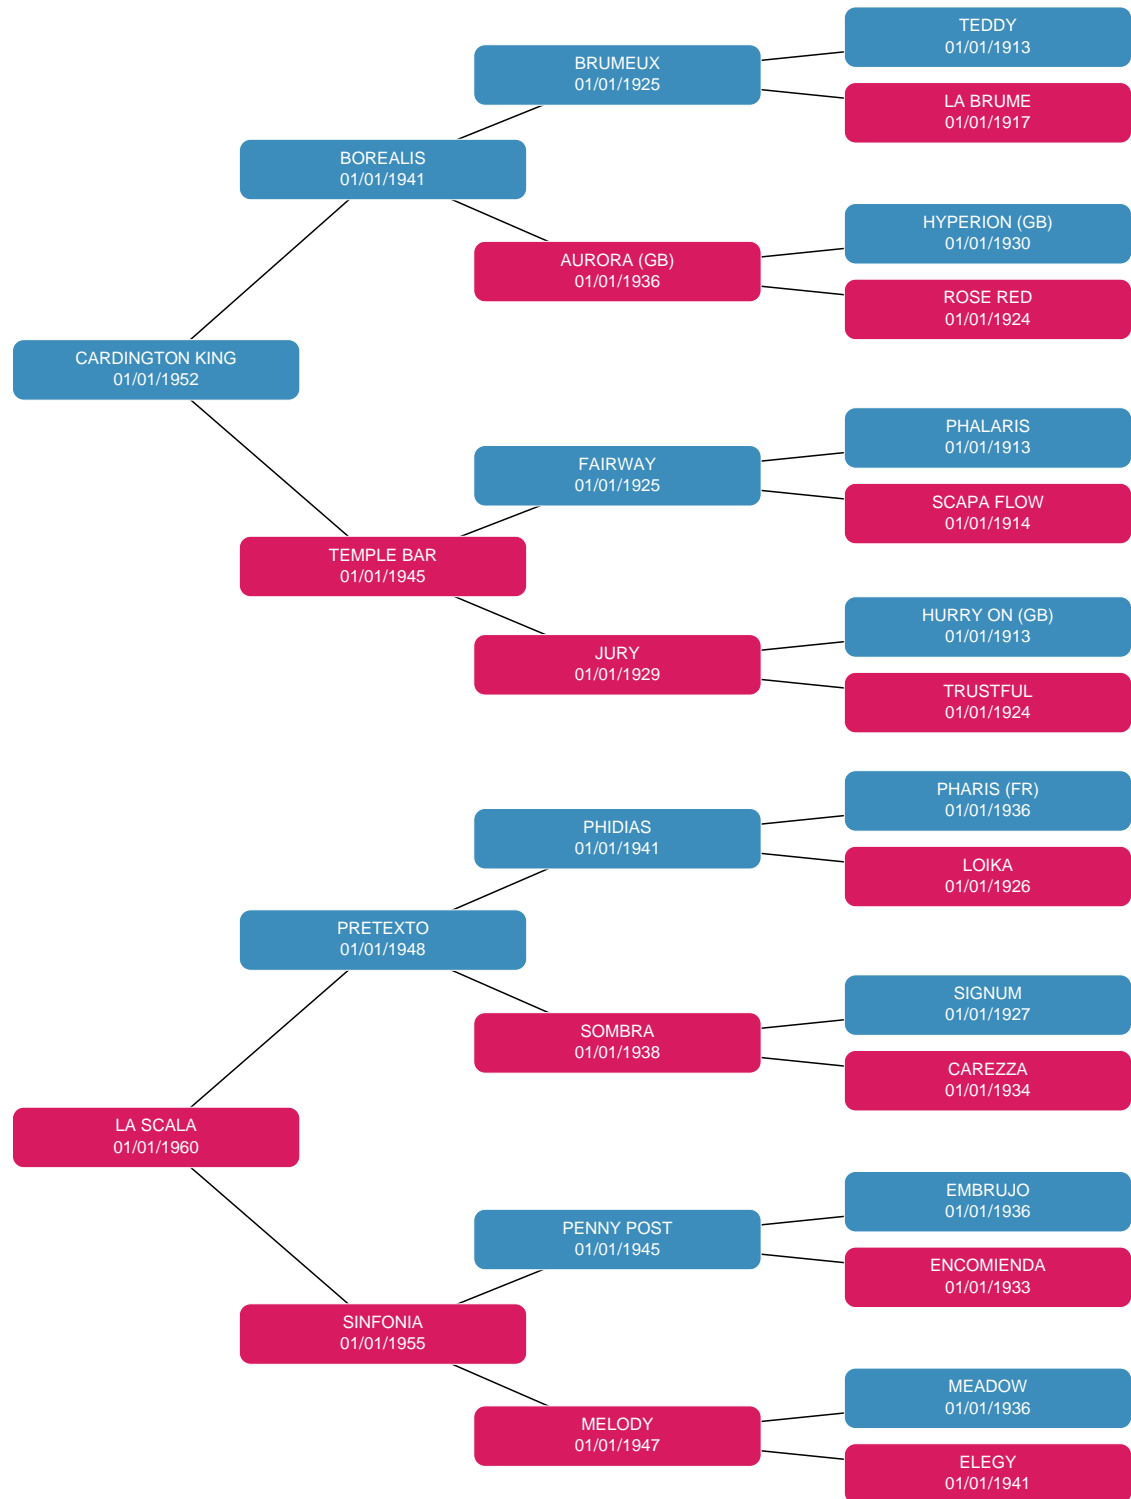 TEDDY
01/01/1913
BRUMEUX
01/01/1925
LA BRUME
01/01/1917
BOREALIS
01/01/1941
HYPERION (GB)
01/01/1930
AURORA (GB)
01/01/1936
ROSE RED
01/01/1924
CARDINGTON KING
01/01/1952
PHALARIS
01/01/1913
FAIRWAY
01/01/1925
SCAPA FLOW
01/01/1914
TEMPLE BAR
01/01/1945
HURRY ON (GB)
01/01/1913
JURY
01/01/1929
TRUSTFUL
01/01/1924
PHARIS (FR)
01/01/1936
PHIDIAS
01/01/1941
LOIKA
01/01/1926
PRETEXTO
01/01/1948
SIGNUM
01/01/1927
SOMBRA
01/01/1938
CAREZZA
01/01/1934
LA SCALA
01/01/1960
EMBRUJO
01/01/1936
PENNY POST
01/01/1945
ENCOMIENDA
01/01/1933
SINFONIA
01/01/1955
MEADOW
01/01/1936
MELODY
01/01/1947
ELEGY
01/01/1941